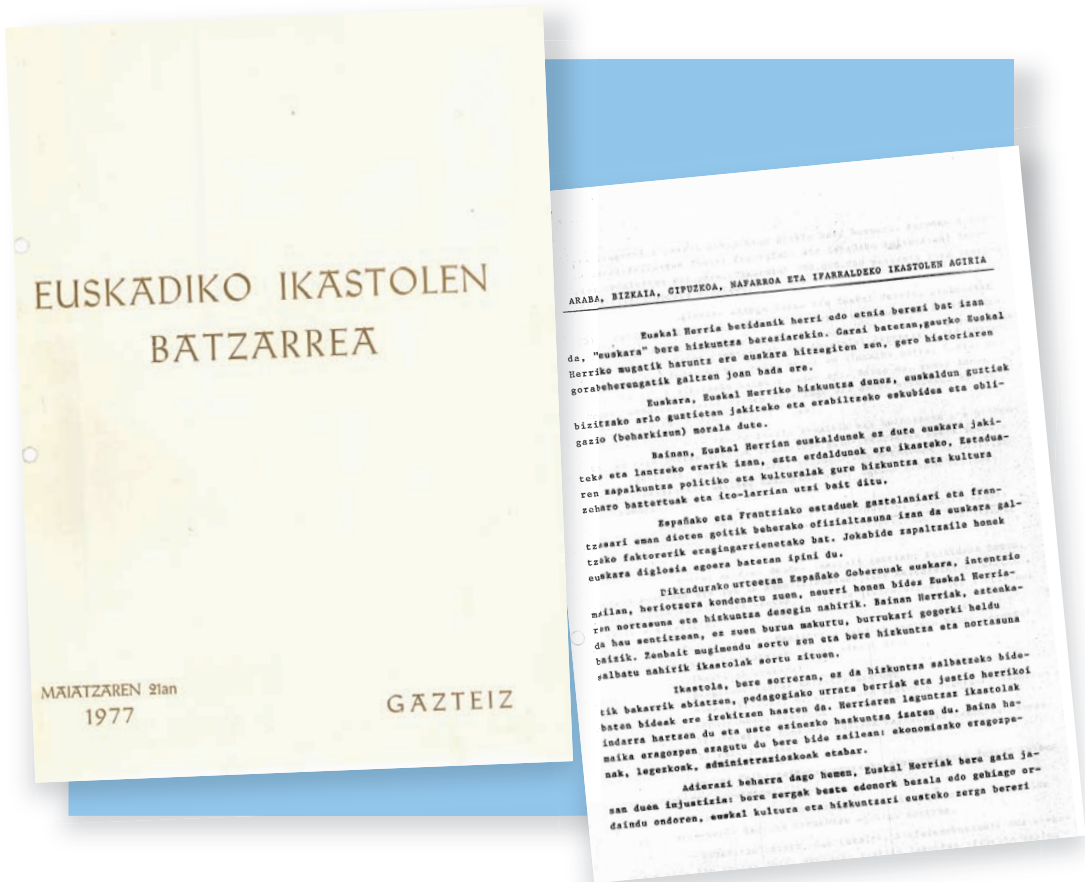 EUSKADIKO IKASTOLEN
BATZARREA
MAIATZAREN 21an
1977
GAZTEIZ
ARABA, BIZKAIA, GIPUZKOA, NAFARROA ETA IPARRALDEKO IKASTOLEN AGIRIA
Euskal Herria betidanik herri edo etnia berezi bat izan
da, "euskara" bere hizkuntza bereziarekin. Garai batetan,gaurko Euskal
Herriko mugatik haruntz ere euskara hitzegiten zen, gero historiaren
gorabeherengatik galtzen joan bada ere.
Euskara, Euskal Herriko hizkuntza denez, euskaldun guztiek
bizitzako arlo guztietan jakiteko eta erabiltzeko eskubidea eta obli-
gazio (beharkizun) morala dute.
Bainan, Euskal Herrian euskaldunek ez dute euskara jaki-
teko eta lantzeko erarik izan, ezta erdaldunek ere ikasteko. Estadua-
ren zapalkuntza politiko eta kulturalak gure hizkuntza eta kultura
zeharo baztertuak eta ito-larrian utzi bait ditu.
Españako eta Frantziako estaduek gaztelaniari eta fran-
tzesari eman dioten goitik beherako ofizialtasuna izan da euskara gal-
tzeko faktorerik eragingarrienetako bat. Jokabide zapaltzaile honek
euskara diglosia egoera batetan ipini du.
Diktadurako urteetan Españako Gobernuak euskara, intentzio
mailan, heriotzera kondenatu zuen, neurri honen bidez Euskal Herria-
ren nortasuna eta hizkuntza desegin nahirik. Bainan Herriak, eztenka-
da hau sentitzean, ez zuen burua makurtu, burrukari gogorki heldu
baizik. Zenbait mugimendu sortu zen eta bere hizkuntza eta nortasuna
salbatu nahirik ikastolak sortu zituen.
Ikastola, bere sorreran, ez da hizkuntza salbatzeko bide-
tik bakarrik abiatzen, pedagogiako urrats berriak eta jestio herrikoi
baten bideak ere irekitzen hasten da. Herriaren laguntzaz ikastolak
indarra hartzen du eta uste ezinezko hazkuntza izaten du. Baina ha-
maika eragozpen ezagutu du bere bide zailean: ekonomiazko eragozpe-
nak, legezkoak, administraziozkoak etabar.
Adierazi beharra dago hemen, Euskal Herriak bere gain ja-
san duen injustizia: bere zergak beste edonork bezala edo gehiago or-
daindu ondoren, euskal kultura eta hizkuntzari eusteko zerga berezi